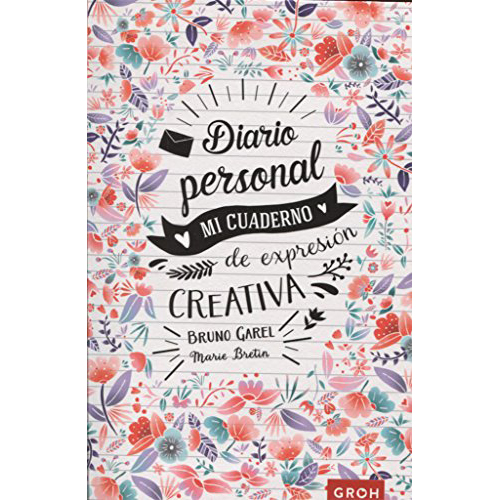 Diario
personal
MI CUADERNO
de expresión
CREATIVA
BRUNO GAREL
Marie Bretin
GROH